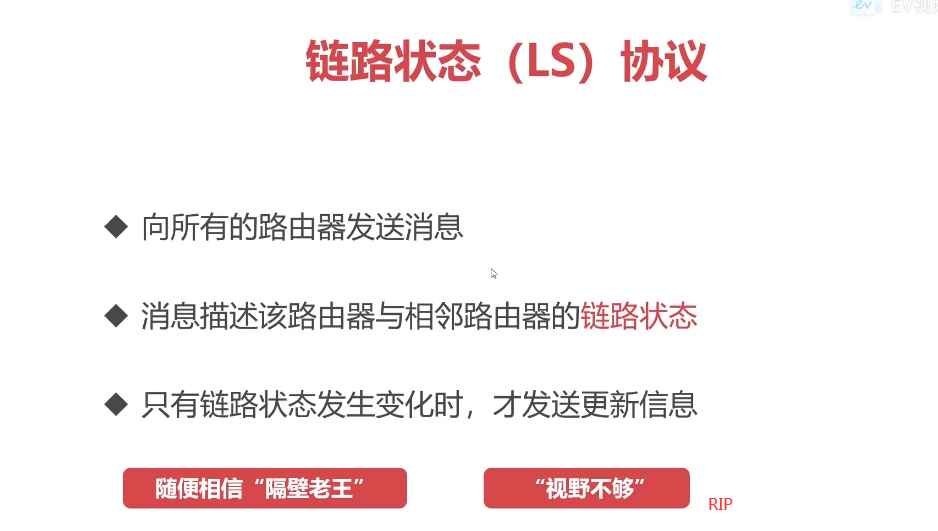 EV视
链路状态（LS）协议
◆ 向所有的路由器发送消息
◆ 消息描述该路由器与相邻路由器的链路状态
◆ 只有链路状态发生变化时，才发送更新信息
随便相信“隔壁老王”
“视野不够”
RIP